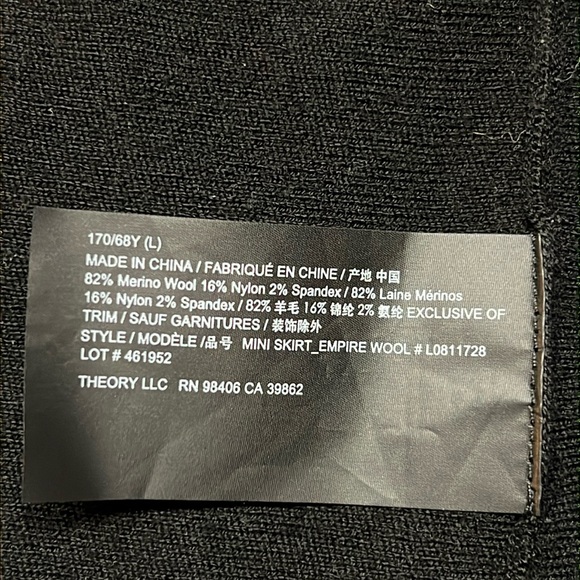 170/68Y (L)
MADE IN CHINA / FABRIQUÉ EN CHINE / 产地 中国
82% Merino Wool 16% Nylon 2% Spandex / 82% Laine Mérinos
16% Nylon 2% Spandex / 82% 羊毛 16% 锦纶 2% 氨纶 EXCLUSIVE OF
TRIM / SAUF GARNITURES / 装饰除外
STYLE / MODÈLE /品号 MINI SKIRT_EMPIRE WOOL # L0811728
LOT # 461952
THEORY LLC RN 98406 CA 39862